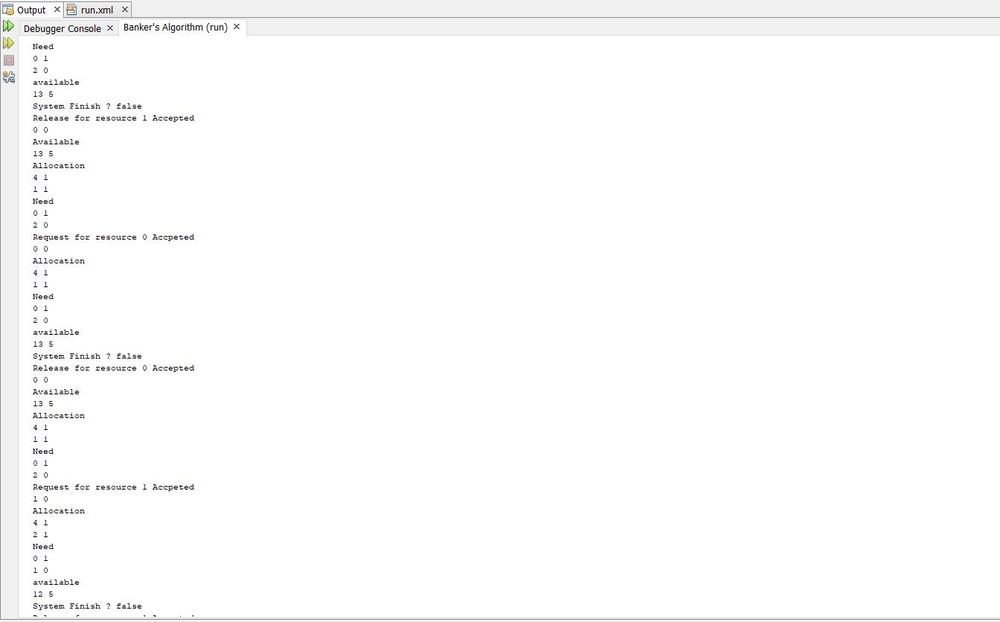 Output
run.xml
Debugger Console
Banker's Algorithm (run)
Need
0 1
2 0
available
13 5
System Finish ? false
Release for resource 1 Accepted
0 0
Available
13 5
Allocation
4 1
1 1
Need
0 1
2 0
Request for resource 0 Accpeted
0 0
Allocation
4 1
1 1
Need
0 1
2 0
available
13 5
System Finish ? false
Release for resource 0 Accepted
0 0
Available
13 5
Allocation
4 1
1 1
Need
0 1
2 0
Request for resource 1 Accpeted
1 0
Allocation
4 1
2 1
Need
0 1
1 0
available
12 5
System Finish ? false